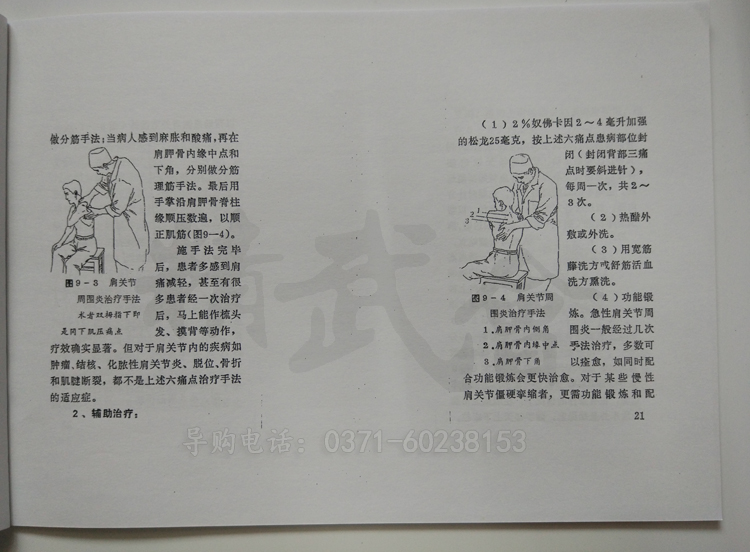 做分筋手法；当病人感到麻胀和酸痛，再在
肩胛骨内缘中点和
下角，分别做分筋
理筋手法。最后用
手掌沿肩胛骨脊柱
缘顺压数遍，以顺
正肌筋(图9—4)。
施手法完毕
后，患者多感到肩
痛减轻，甚至有很
多患者经一次治疗
后，马上能作梳头
发、摸背等动作，
图9-3 肩关节
周围炎治疗手法
术者双拇指下即
是冈下肌压痛点
疗效确实显著。但对于肩关节内的疾病如
肿瘤、结核、化脓性肩关节炎、脱位、骨折
和肌腱断裂，都不是上述六痛点治疗手法
的适应症。
2、辅助治疗：
(1)2%奴佛卡因2～4毫升加强
的松龙25毫克，按上述六痛点患病部位封
闭(封闭背部三痛
点时要斜进针)，
每周一次，共2～
3次。
(2)热醋外
敷或外洗。
(3)用宽筋
藤洗方或舒筋活血
洗方熏洗。
(4)功能锻
炼。急性肩关节周
围炎一般经过几次
手法治疗，多数可
以痊愈，如同时配
1
2
3
图9-4 肩关节周
围炎治疗手法
1.肩胛骨内侧角
2.肩胛骨内缘中点
3.肩胛骨下角
合功能锻炼会更快治愈。对于某些慢性
肩关节僵硬挛缩者，更需功能锻炼和配
21
导购电话：0371-60238153
精武会